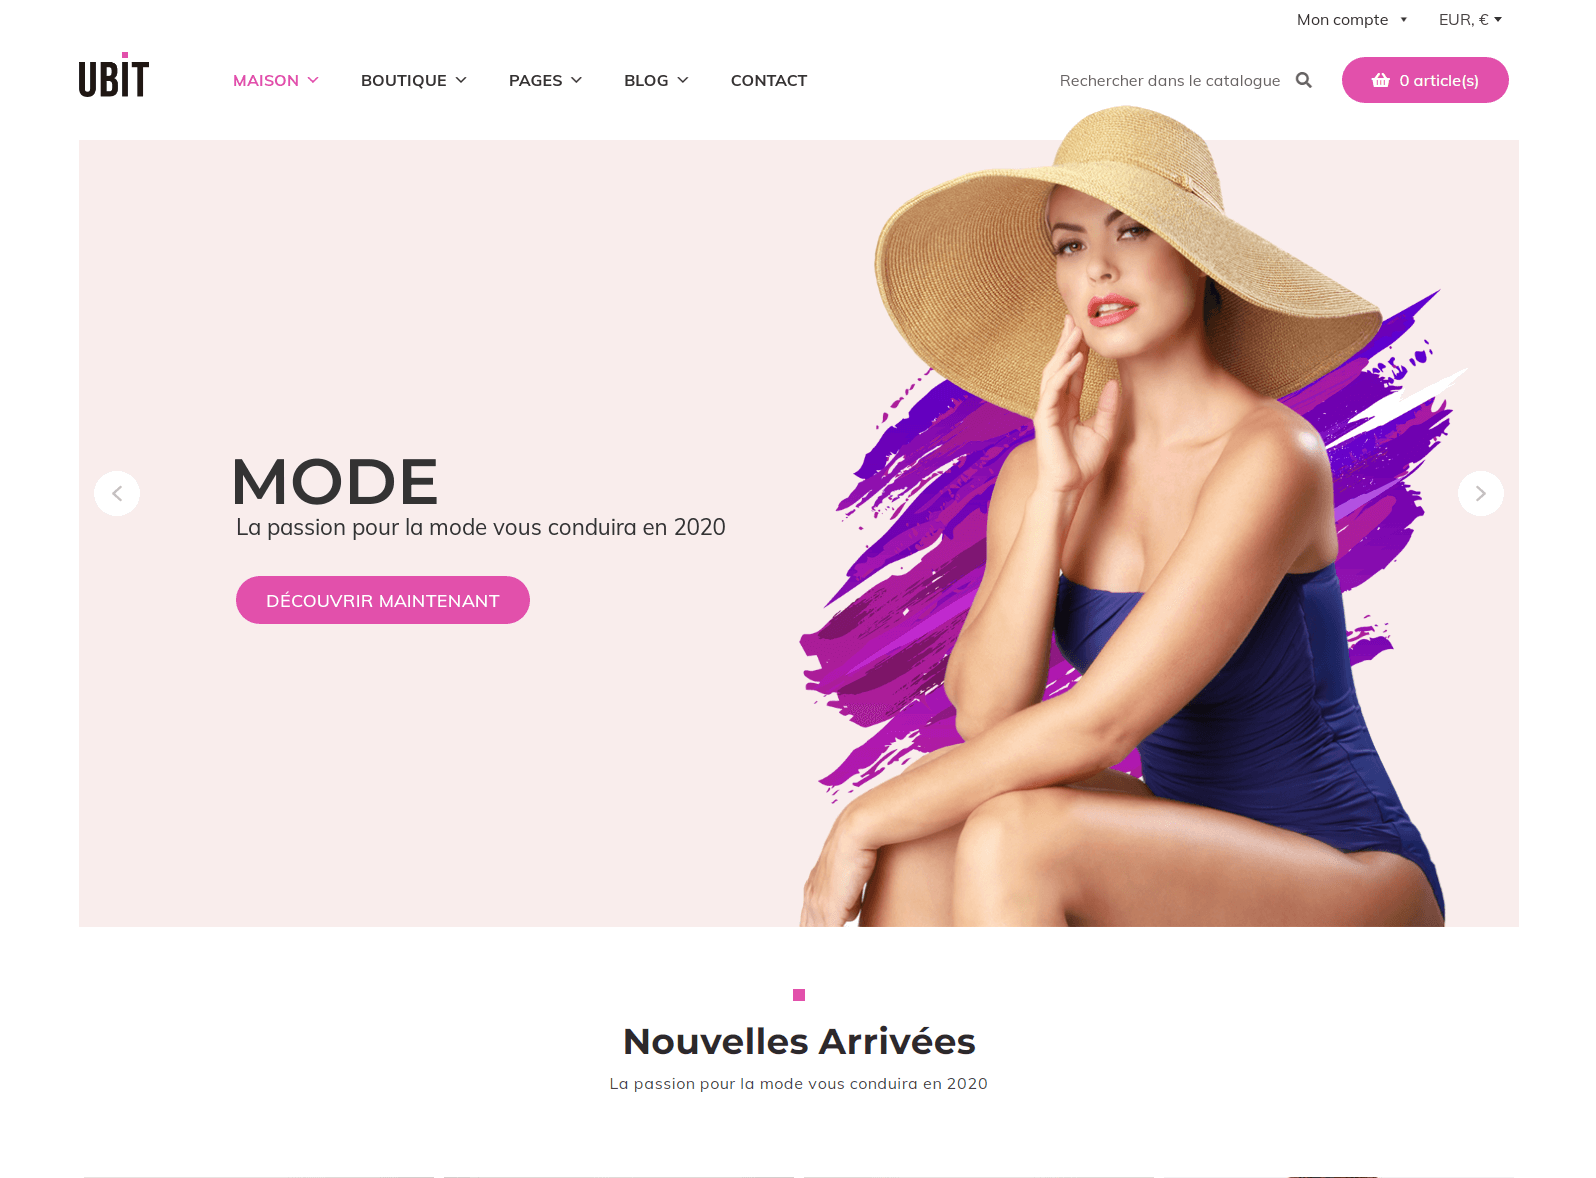 Mon compte
EUR, €
UBIT
MAISON
BOUTIQUE
PAGES
BLOG
CONTACT
Rechercher dans le catalogue
0 article(s)
MODE
La passion pour la mode vous conduira en 2020
DÉCOUVRIR MAINTENANT
Nouvelles Arrivées
La passion pour la mode vous conduira en 2020